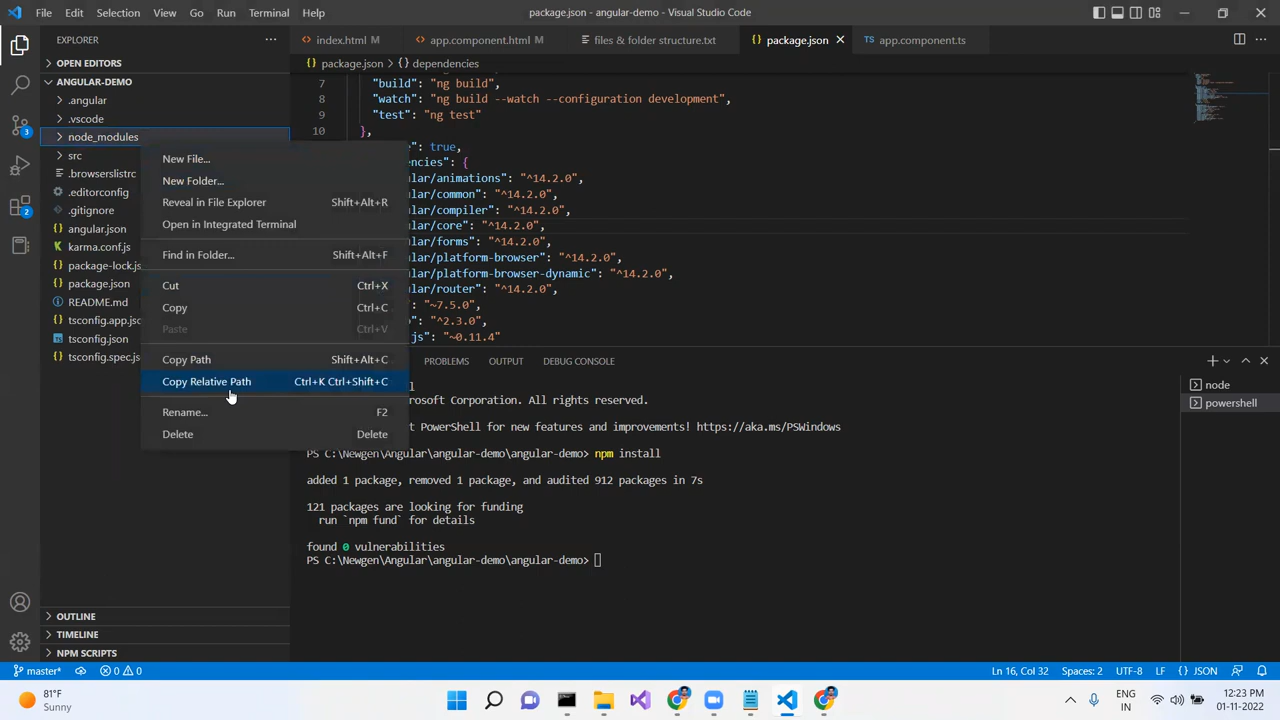 File Edit Selection View Go Run Terminal Help
package.json - angular-demo - Visual Studio Code
EXPLORER
index.html M
app.component.html M
files & folder structure.txt
package.json
TS app.component.ts
OPEN EDITORS
package.json > {} dependencies
ANGULAR-DEMO
.angular
.vscode
node_modules
src
.browserslistrc
.editorconfig
.gitignore
angular.json
karma.conf.js
package-lock.js
package.json
README.md
tsconfig.app.js
tsconfig.json
tsconfig.spec.js
3
2
New File...
New Folder...
Reveal in File Explorer Shift+Alt+R
Open in Integrated Terminal
Find in Folder... Shift+Alt+F
Cut Ctrl+X
Copy Ctrl+C
Paste Ctrl+V
Copy Path Shift+Alt+C
Copy Relative Path Ctrl+K Ctrl+Shift+C
Rename... F2
Delete Delete
7 "build": "ng build",
8 "watch": "ng build --watch --configuration development",
9 "test": "ng test"
10 },
e": true,
encies": {
ular/animations": "^14.2.0",
ular/common": "^14.2.0",
ular/compiler": "^14.2.0",
ular/core": "^14.2.0",
ular/forms": "^14.2.0",
ular/platform-browser": "^14.2.0",
ular/platform-browser-dynamic": "^14.2.0",
ular/router": "^14.2.0",
": "~7.5.0",
": "^2.3.0",
js": "~0.11.4"
PROBLEMS OUTPUT DEBUG CONSOLE
node
powershell
rosoft Corporation. All rights reserved.
t PowerShell for new features and improvements! https://aka.ms/PSWindows
PS C:\Newgen\Angular\angular-demo\angular-demo> npm install
added 1 package, removed 1 package, and audited 912 packages in 7s
121 packages are looking for funding
run `npm fund` for details
found 0 vulnerabilities
PS C:\Newgen\Angular\angular-demo\angular-demo>
OUTLINE
TIMELINE
NPM SCRIPTS
master* 0 0
Ln 16, Col 32 Spaces: 2 UTF-8 LF {} JSON
81°F
Sunny
ENG
IN
12:23 PM
01-11-2022